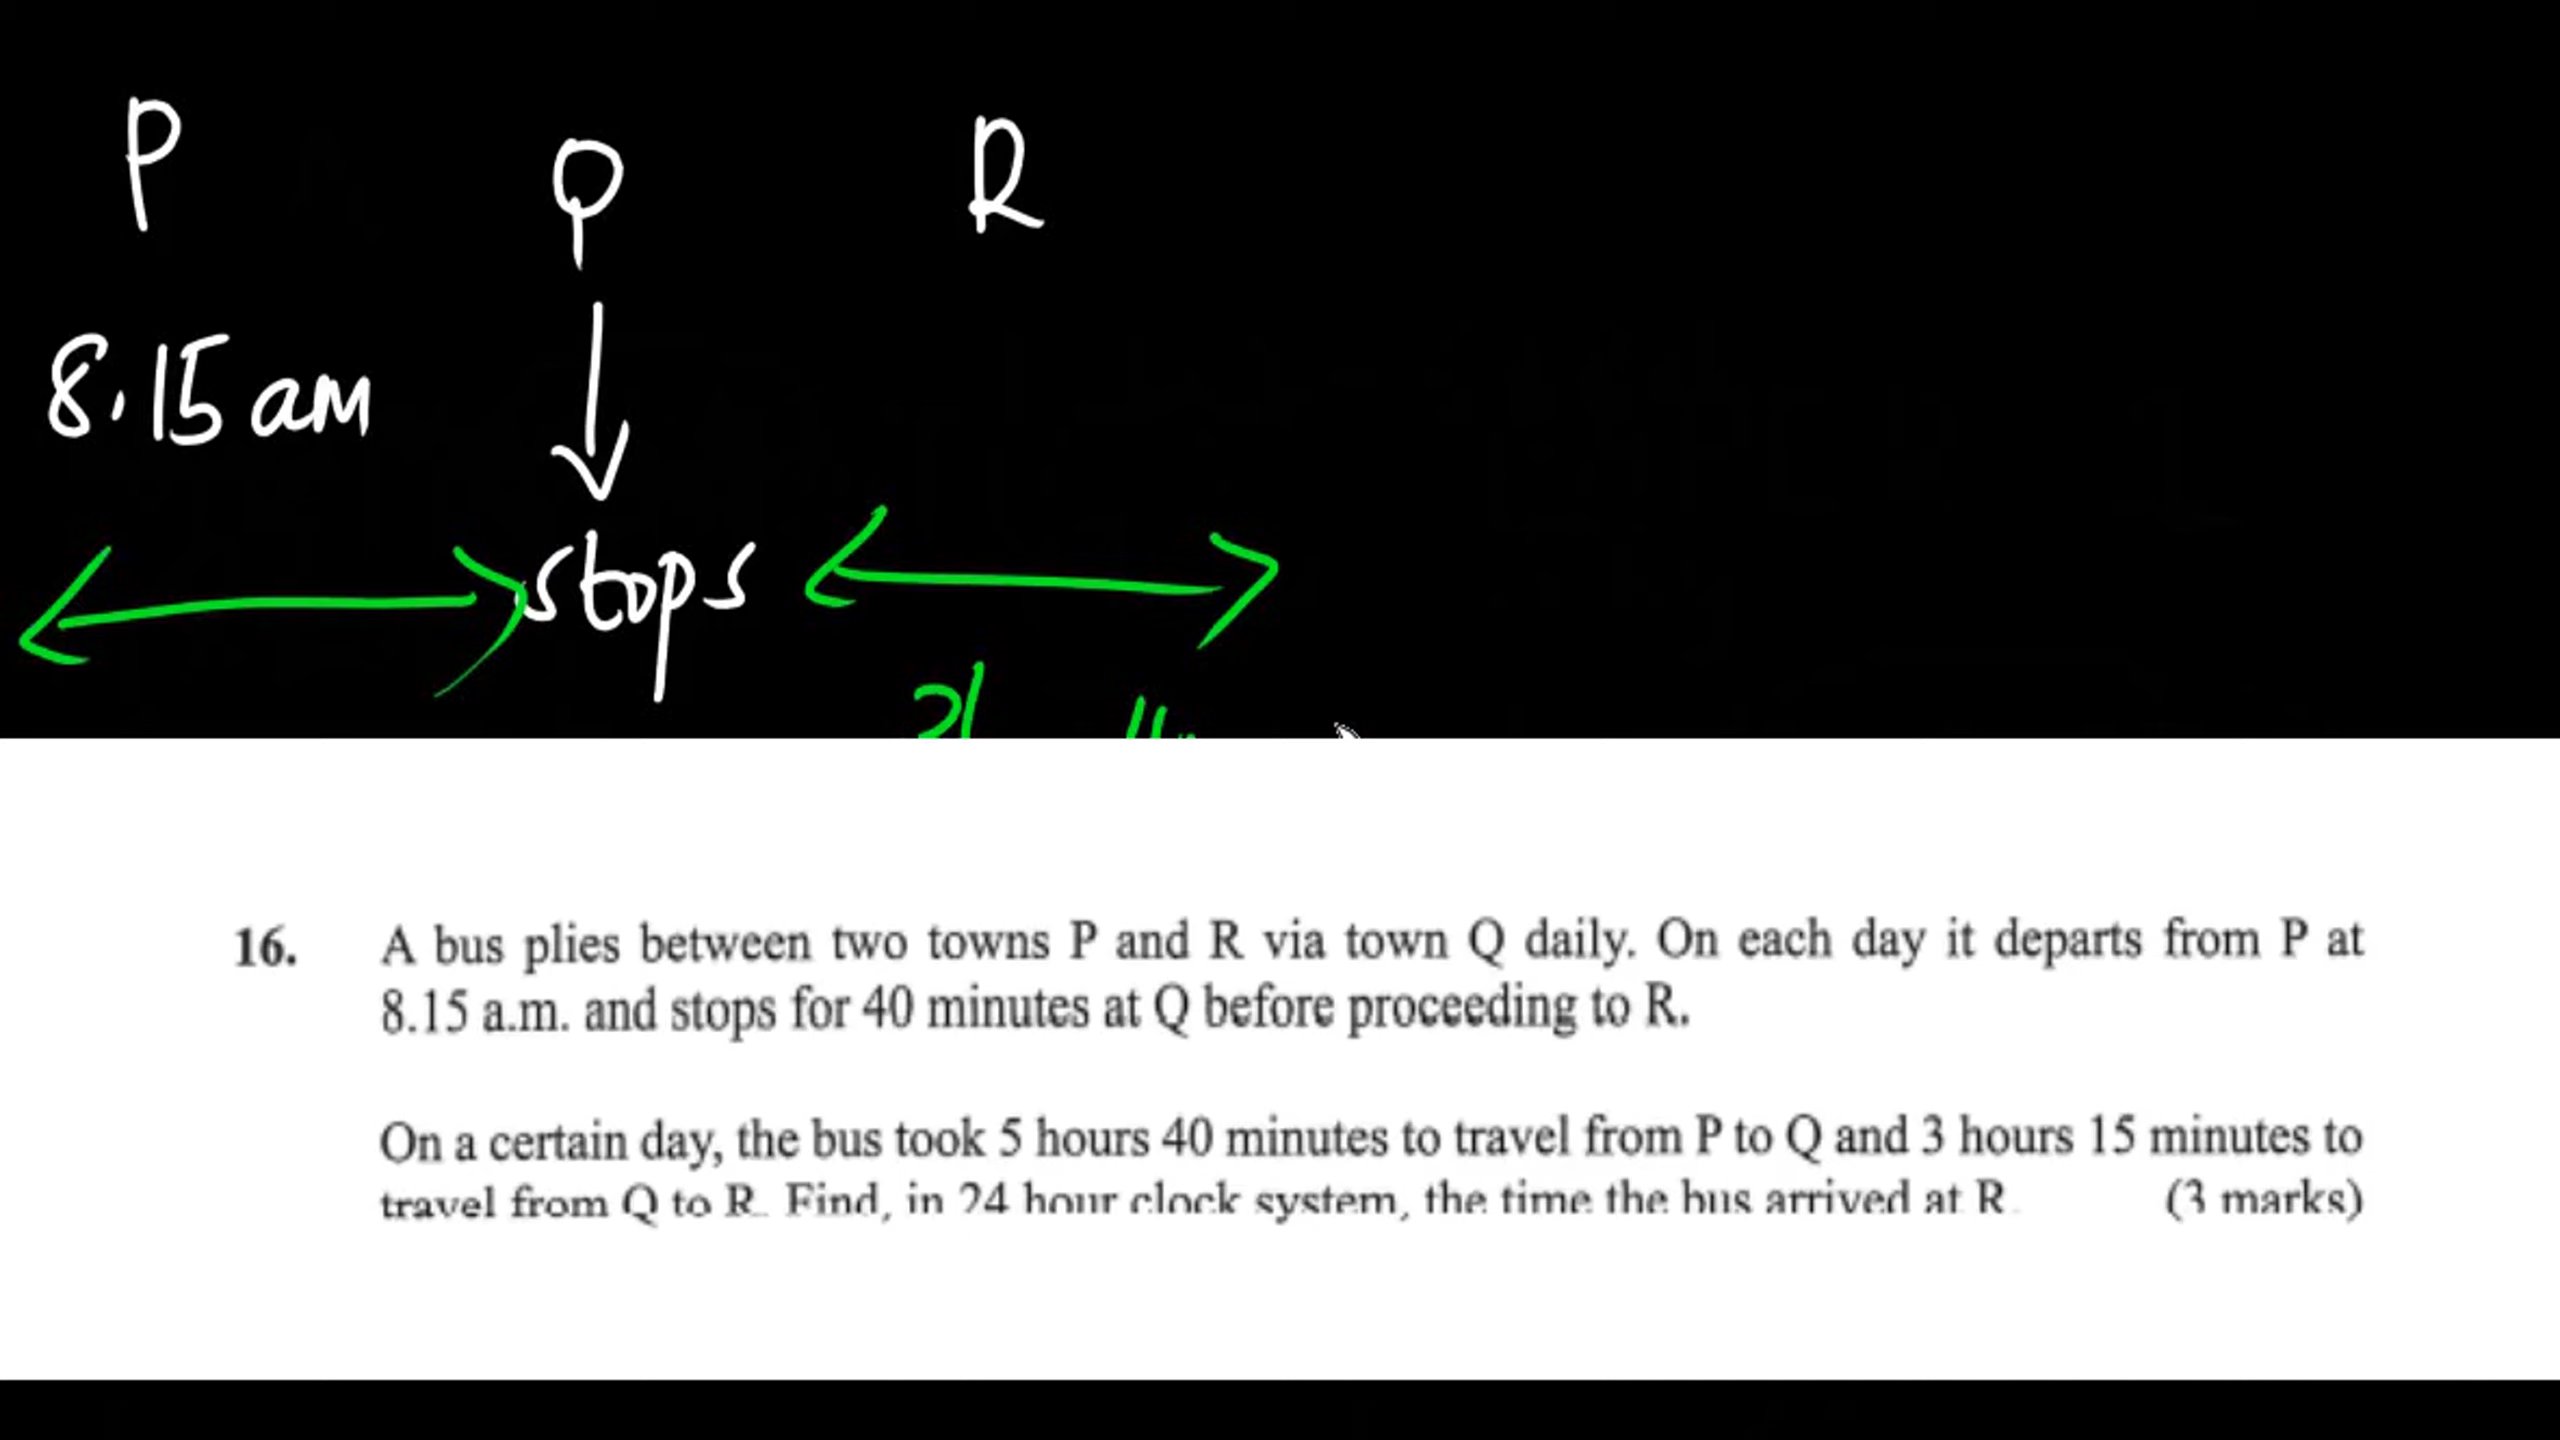 P Q R
8.15 am
stops
16. A bus plies between two towns P and R via town Q daily. On each day it departs from P at
8.15 a.m. and stops for 40 minutes at Q before proceeding to R.
On a certain day, the bus took 5 hours 40 minutes to travel from P to Q and 3 hours 15 minutes to
travel from Q to R. Find, in 24 hour clock system, the time the bus arrived at R. (3 marks)